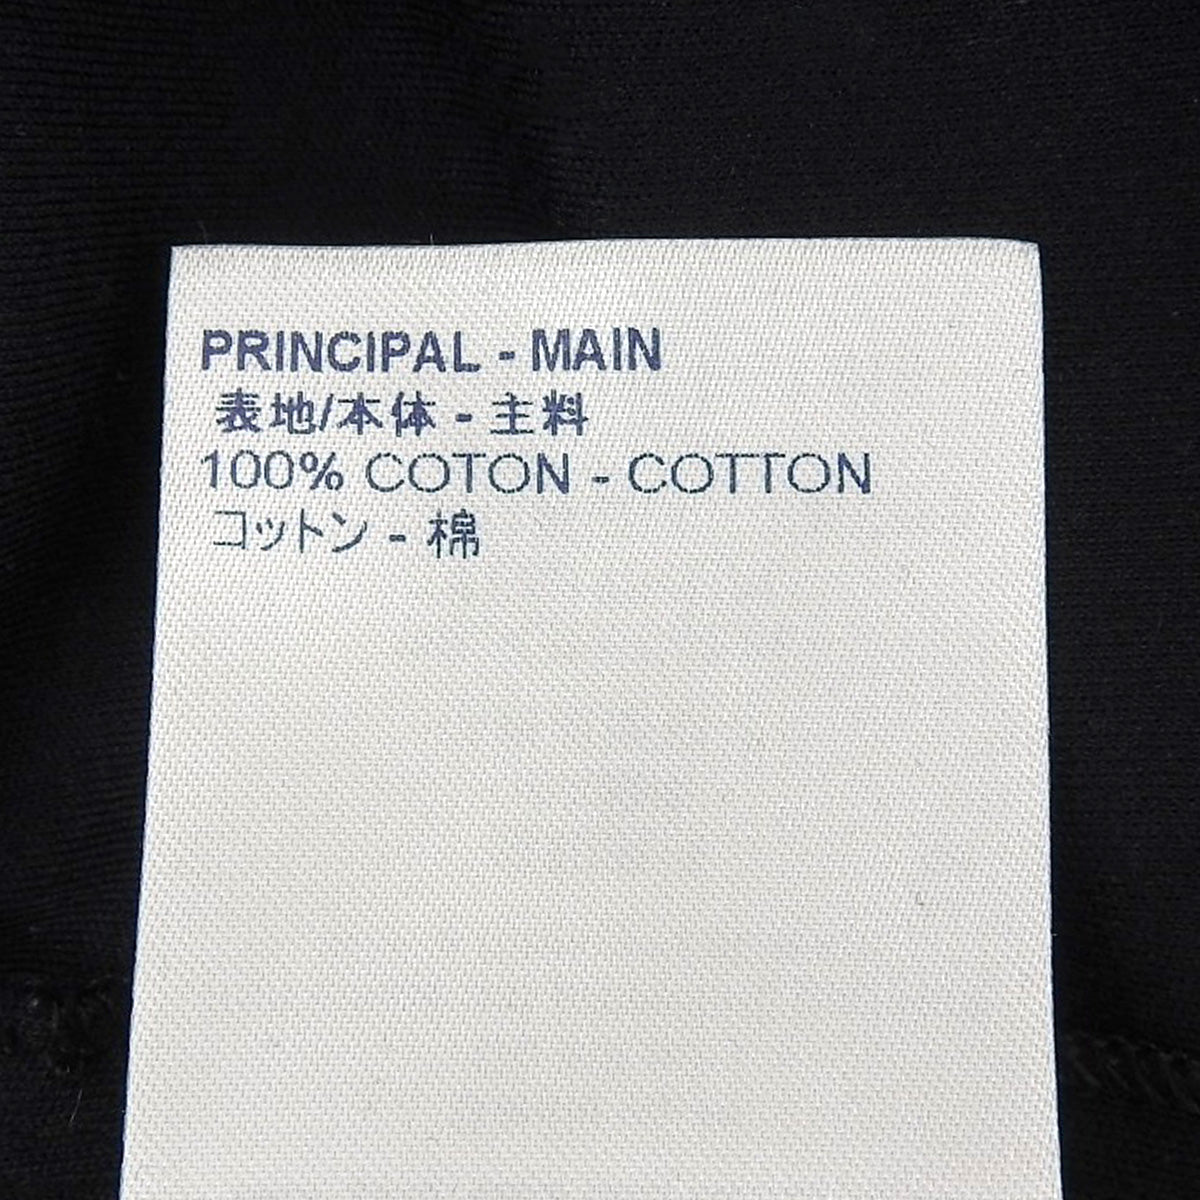 PRINCIPAL - MAIN
表地/本体 - 主料
100% COTON - COTTON
コットン - 棉